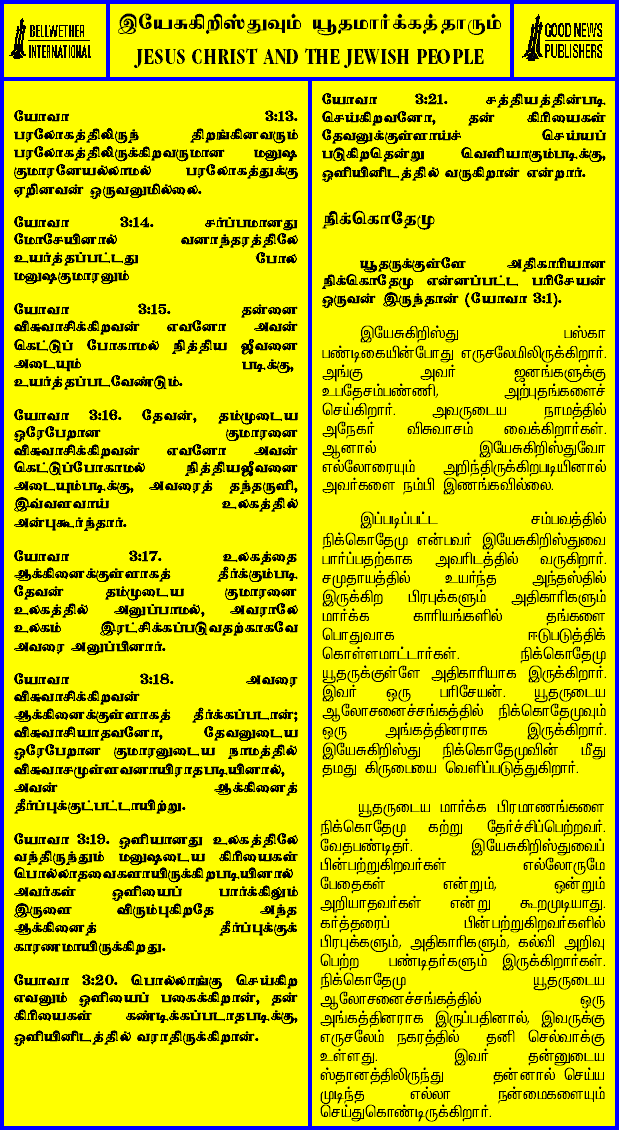 BELLWETHER
INTERNATIONAL
இயேசுகிறிஸ்துவும் யூதமார்க்கத்தாரும்
JESUS CHRIST AND THE JEWISH PEOPLE
GOOD NEWS
PUBLISHERS
யோவா 3:13.
பரலோகத்திலிருந் திறங்கினவரும்
பரலோகத்திலிருக்கிறவருமான மனுஷ
குமாரனேயல்லாமல் பரலோகத்துக்கு
ஏறினவன் ஒருவனுமில்லை.
யோவா 3:14. சர்ப்பமானது
மோசேயினால் வனாந்தரத்திலே
உயர்த்தப்பட்டது போல
மனுஷகுமாரனும்
யோவா 3:15. தன்னை
விசுவாசிக்கிறவன் எவனோ அவன்
கெட்டுப் போகாமல் நித்திய ஜீவனை
அடையும் படிக்கு,
உயர்த்தப்படவேண்டும்.
யோவா 3:16. தேவன், தம்முடைய
ஒரேபேறான குமாரனை
விசுவாசிக்கிறவன் எவனோ அவன்
கெட்டுப்போகாமல் நித்தியஜீவனை
அடையும்படிக்கு, அவரைத் தந்தருளி,
இவ்வளவாய் உலகத்தில்
அன்புகூர்ந்தார்.
யோவா 3:17. உலகத்தை
ஆக்கினைக்குள்ளாகத் தீர்க்கும்படி
தேவன் தம்முடைய குமாரனை
உலகத்தில் அனுப்பாமல், அவராலே
உலகம் இரட்சிக்கப்படுவதற்காகவே
அவரை அனுப்பினார்.
யோவா 3:18. அவரை
விசுவாசிக்கிறவன்
ஆக்கினைக்குள்ளாகத் தீர்க்கப்படான்;
விசுவாசியாதவனோ, தேவனுடைய
ஒரேபேறான குமாரனுடைய நாமத்தில்
விசுவாசமுள்ளவனாயிராதபடியினால்,
அவன் ஆக்கினைத்
தீர்ப்புக்குட்பட்டாயிற்று.
யோவா 3:19. ஒளியானது உலகத்திலே
வந்திருந்தும் மனுஷடைய கிரியைகள்
பொல்லாதவைகளாயிருக்கிறபடியினால்
அவர்கள் ஒளியைப் பார்க்கிலும்
இருளை விரும்புகிறதே அந்த
ஆக்கினைத் தீர்ப்புக்குக்
காரணமாயிருக்கிறது.
யோவா 3:20. பொல்லாங்கு செய்கிற
எவனும் ஒளியைப் பகைக்கிறான், தன்
கிரியைகள் கண்டிக்கப்படாதபடிக்கு,
ஒளியினிடத்தில் வராதிருக்கிறான்.
யோவா 3:21. சத்தியத்தின்படி
செய்கிறவனோ, தன் கிரியைகள்
தேவனுக்குள்ளாய்ச் செய்யப்
படுகிறதென்று வெளியாகும்படிக்கு,
ஒளியினிடத்தில் வருகிறான் என்றார்.
நிக்கொதேமு
யூதருக்குள்ளே அதிகாரியான
நிக்கொதேமு என்னப்பட்ட பரிசேயன்
ஒருவன் இருந்தான் (யோவா 3:1).
இயேசுகிறிஸ்து பஸ்கா
பண்டிகையின்போது எருசலேமிலிருக்கிறார்.
அங்கு அவர் ஜனங்களுக்கு
உபதேசம்பண்ணி, அற்புதங்களைச்
செய்கிறார். அவருடைய நாமத்தில்
அநேகர் விசுவாசம் வைக்கிறார்கள்.
ஆனால் இயேசுகிறிஸ்துவோ
எல்லோரையும் அறிந்திருக்கிறபடியினால்
அவர்களை நம்பி இணங்கவில்லை.
இப்படிப்பட்ட சம்பவத்தில்
நிக்கொதேமு என்பவர் இயேசுகிறிஸ்துவை
பார்ப்பதற்காக அவரிடத்தில் வருகிறார்.
சமுதாயத்தில் உயர்ந்த அந்தஸ்தில்
இருக்கிற பிரபுக்களும் அதிகாரிகளும்
மார்க்க காரியங்களில் தங்களை
பொதுவாக ஈடுபடுத்திக்
கொள்ளமாட்டார்கள். நிக்கொதேமு
யூதருக்குள்ளே அதிகாரியாக இருக்கிறார்.
இவர் ஒரு பரிசேயன். யூதருடைய
ஆலோசனைச்சங்கத்தில் நிக்கொதேமுவும்
ஒரு அங்கத்தினராக இருக்கிறார்.
இயேசுகிறிஸ்து நிக்கொதேமுவின் மீது
தமது கிருபையை வெளிப்படுத்துகிறார்.
யூதருடைய மார்க்க பிரமாணங்களை
நிக்கொதேமு கற்று தேர்ச்சிப்பெற்றவர்.
வேதபண்டிதர். இயேசுகிறிஸ்துவைப்
பின்பற்றுகிறவர்கள் எல்லோருமே
பேதைகள் என்றும், ஒன்றும்
அறியாதவர்கள் என்று கூறமுடியாது.
கர்த்தரைப் பின்பற்றுகிறவர்களில்
பிரபுக்களும், அதிகாரிகளும், கல்வி அறிவு
பெற்ற பண்டிதர்களும் இருக்கிறார்கள்.
நிக்கொதேமு யூதருடைய
ஆலோசனைச்சங்கத்தில் ஒரு
அங்கத்தினராக இருப்பதினால், இவருக்கு
எருசலேம் நகரத்தில் தனி செல்வாக்கு
உள்ளது. இவர் தன்னுடைய
ஸ்தானத்திலிருந்து தன்னால் செய்ய
முடிந்த எல்லா நன்மைகளையும்
செய்துகொண்டிருக்கிறார்.